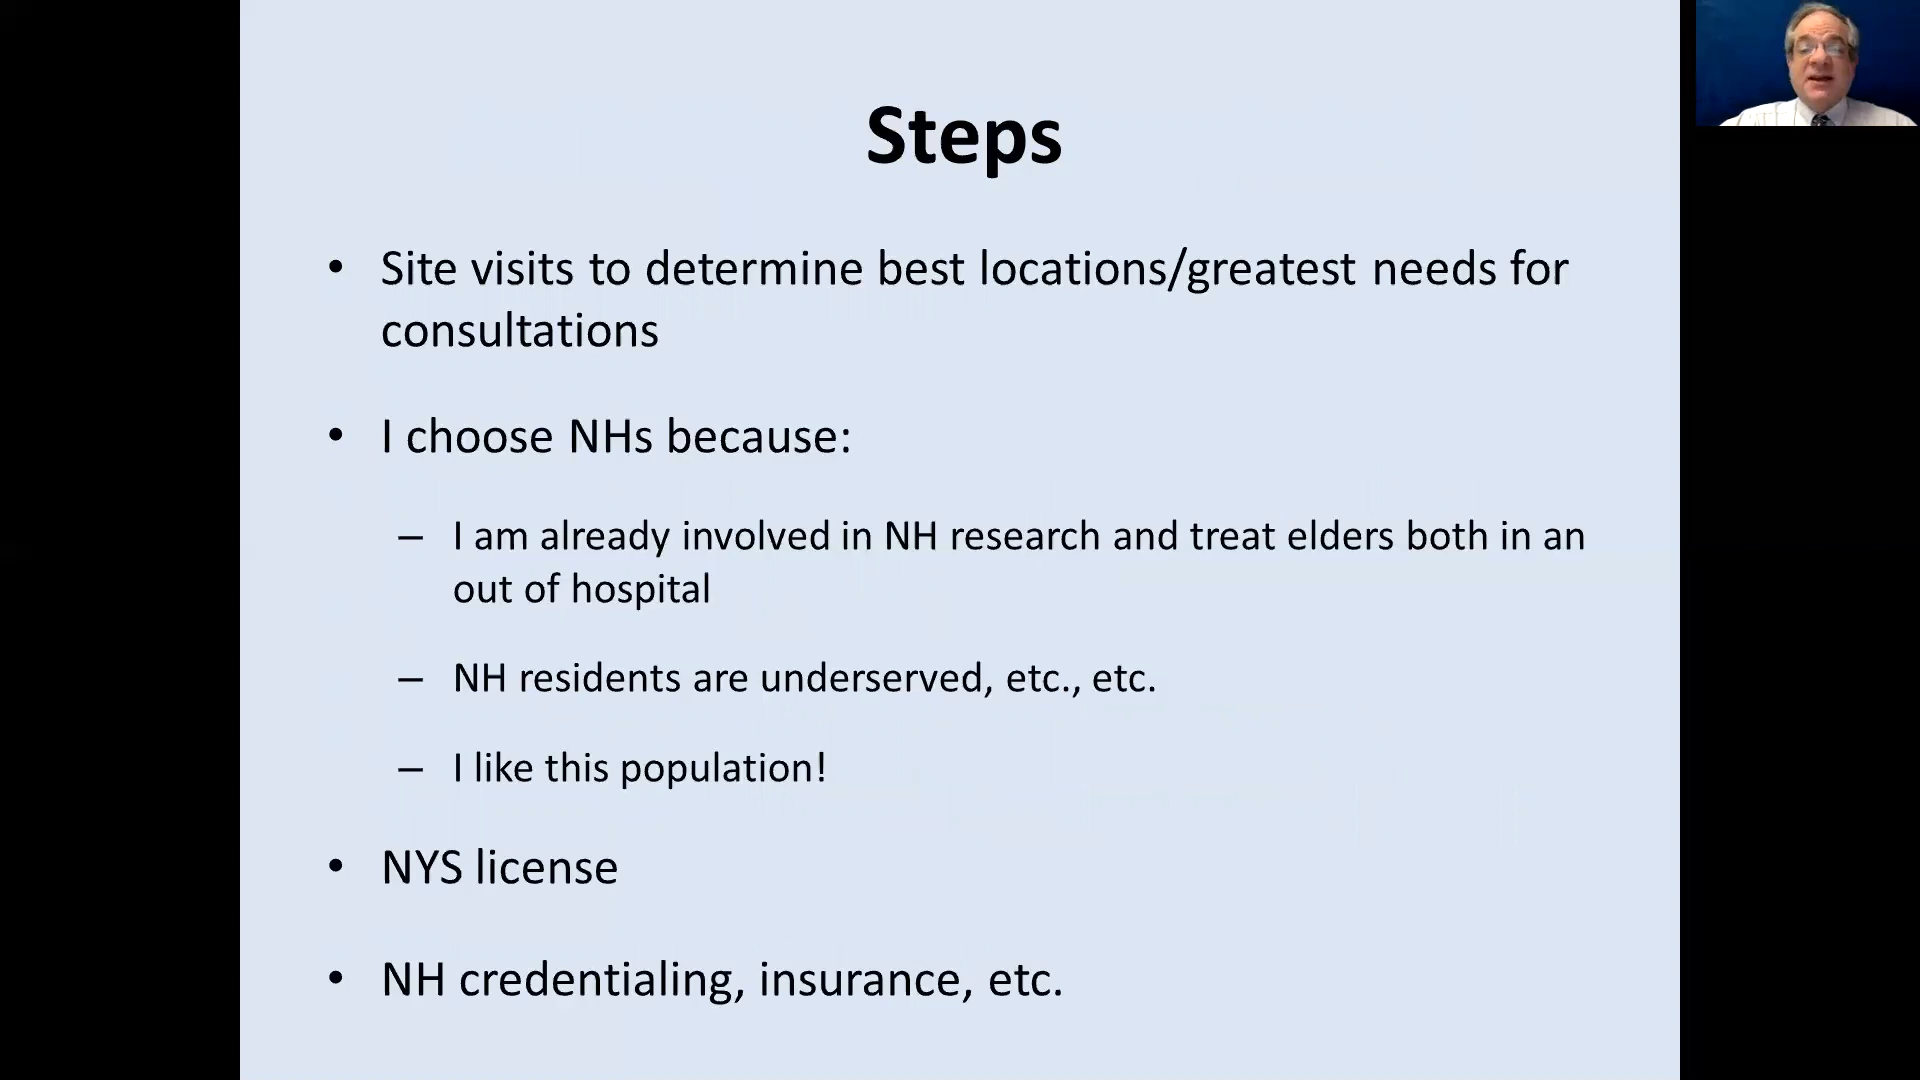 Steps
• Site visits to determine best locations/greatest needs for
consultations
• I choose NHs because:
– I am already involved in NH research and treat elders both in an
out of hospital
– NH residents are underserved, etc., etc.
– I like this population!
• NYS license
• NH credentialing, insurance, etc.